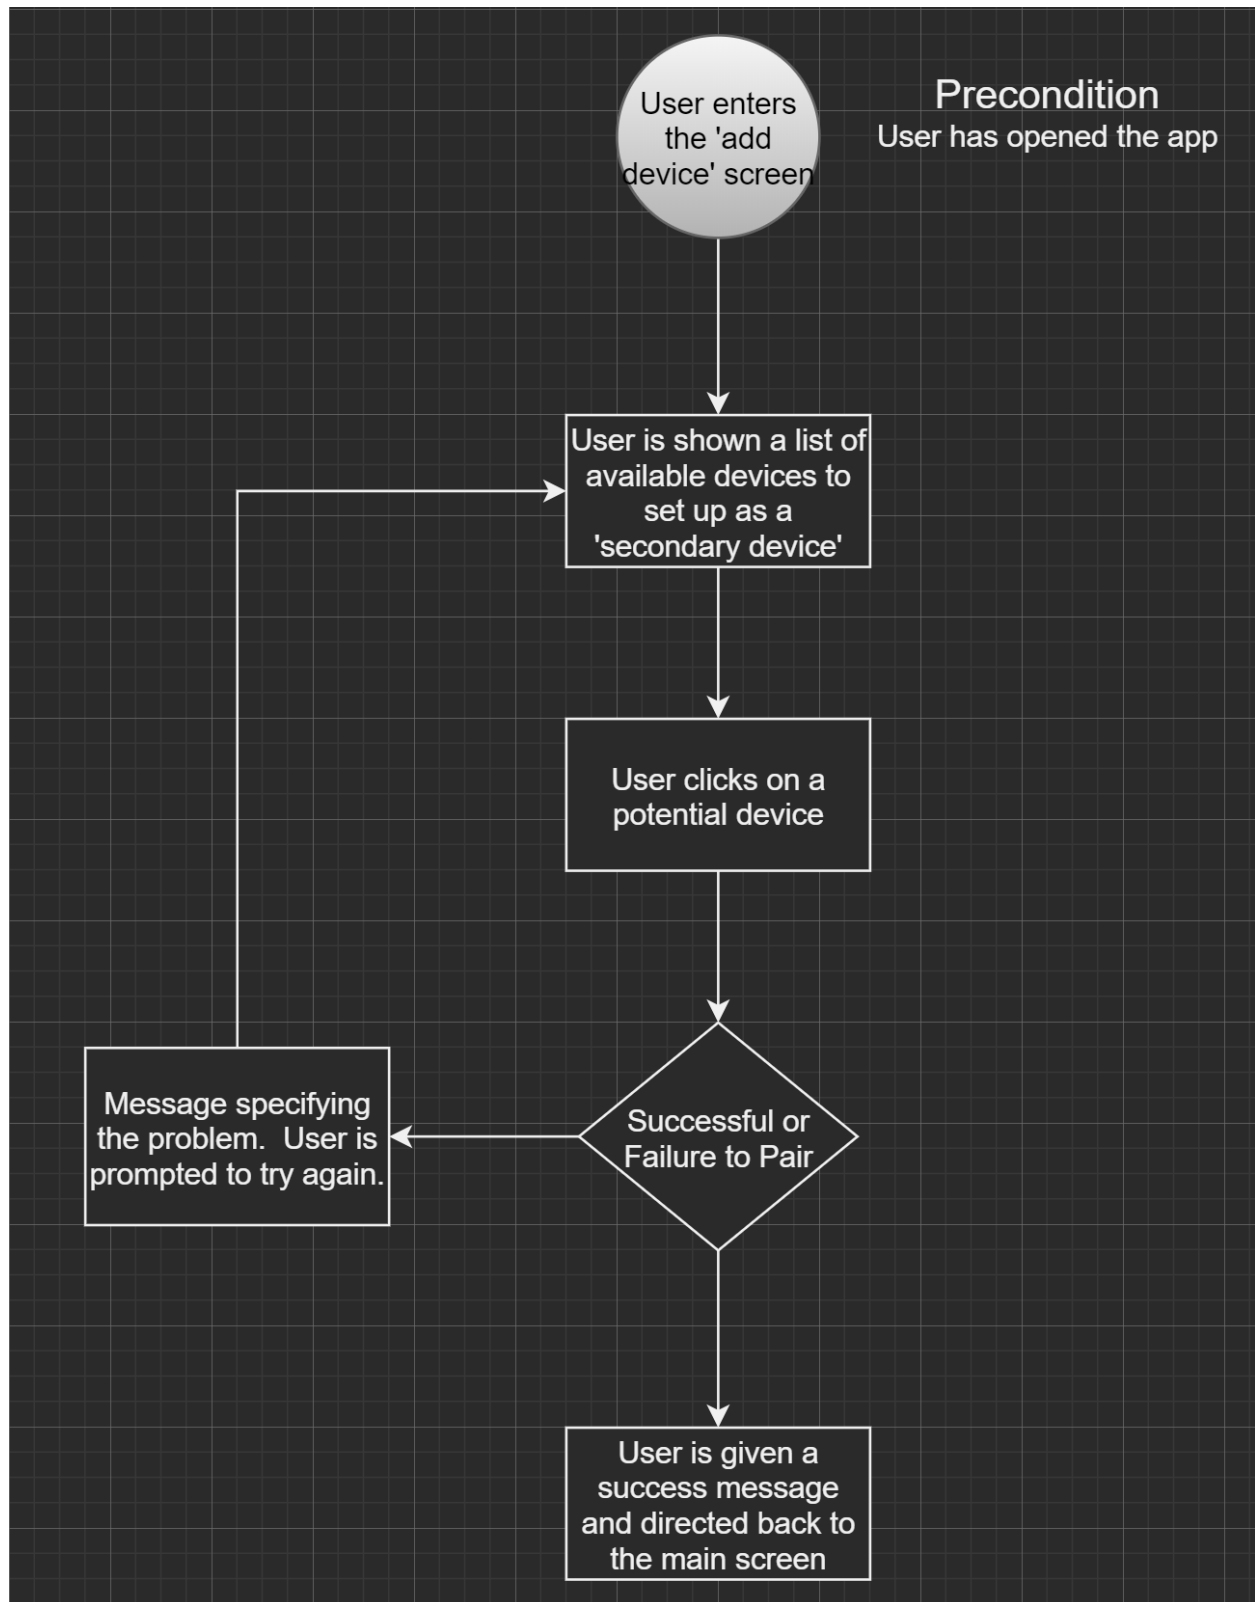 User enters
the 'add
device' screen
Precondition
User has opened the app
User is shown a list of
available devices to
set up as a
'secondary device'
User clicks on a
potential device
Successful or
Failure to Pair
Message specifying
the problem.  User is
prompted to try again.
User is given a
success message
and directed back to
the main screen